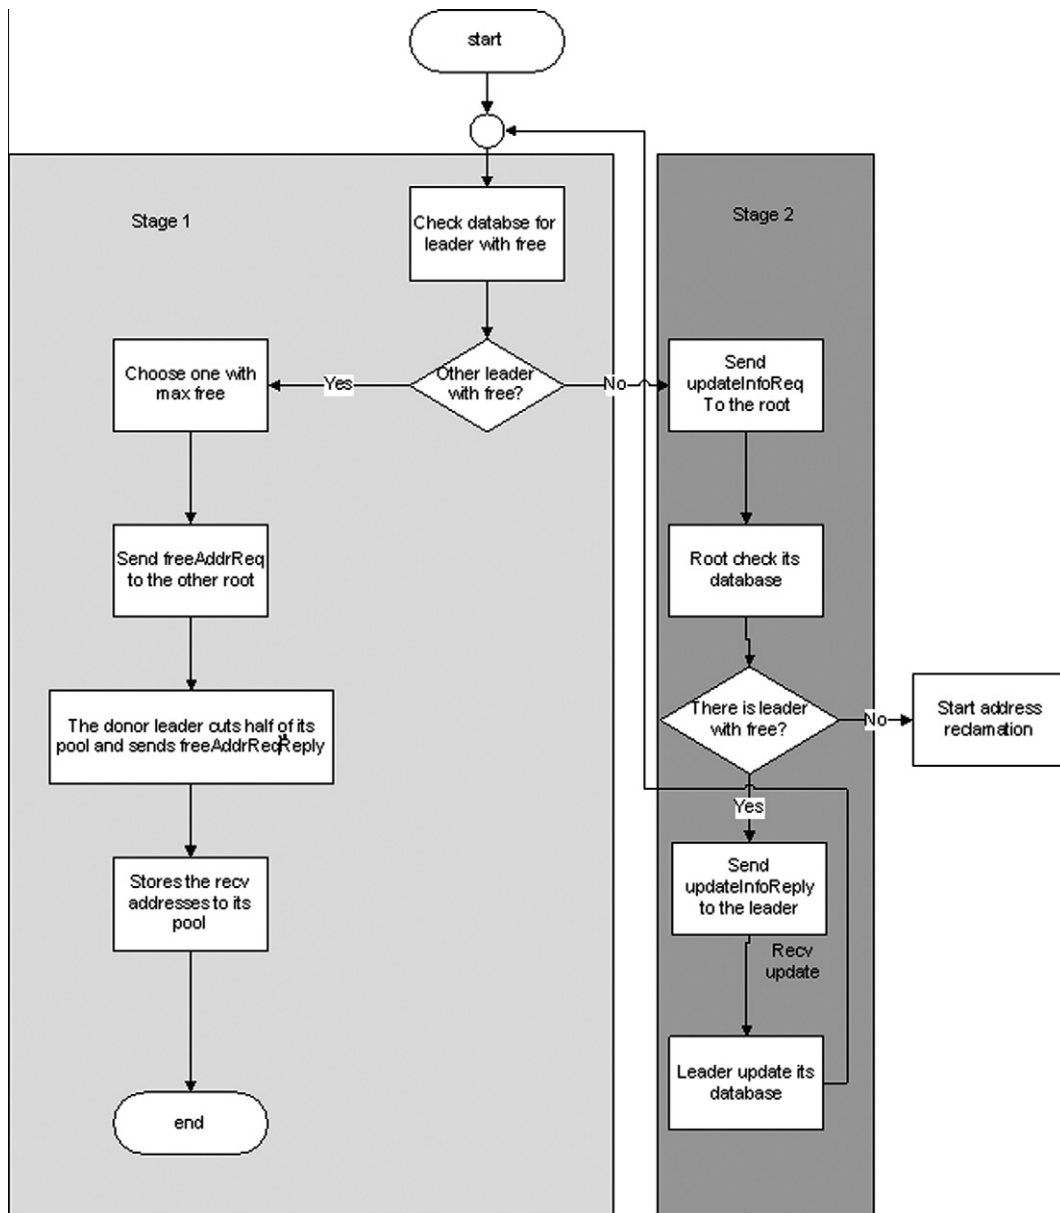 start
Stage 1
Check databse for
leader with free
Stage 2
Choose one with
max free
Yes
Other leader
with free?
No
Send
updateInfoReq
To the root
Send freeAddrReq
to the other root
Root check its
database
The donor leader cuts half of its
pool and sends freeAddrReqReply
There is leader
with free?
No
Start address
reclamation
Yes
Stores the recv
addresses to its
pool
Send
updateInfoReply
to the leader
Recv
update
Leader update its
database
end